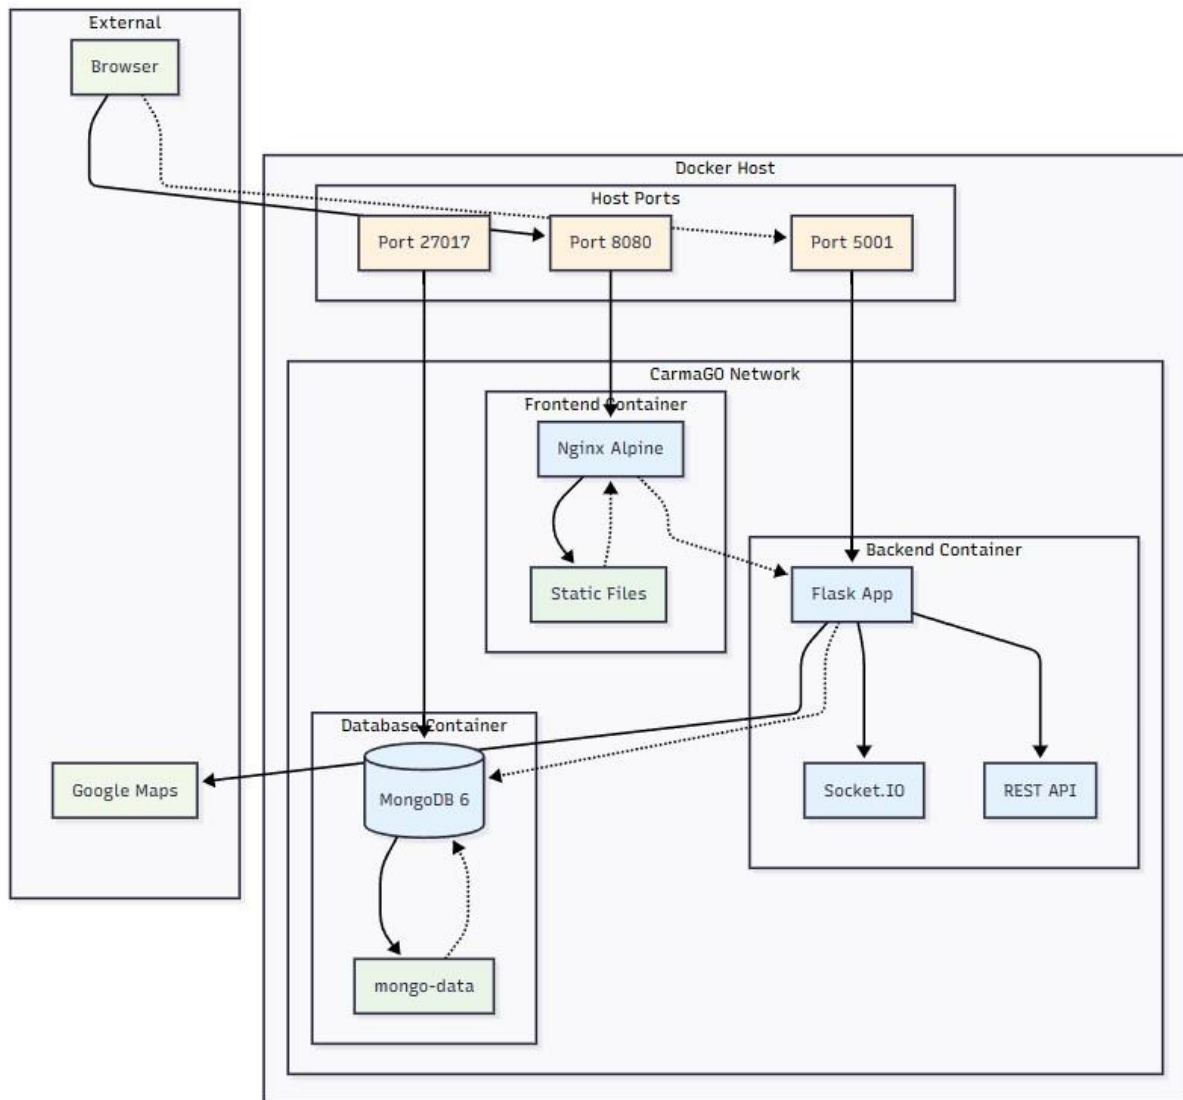 External
Browser
Docker Host
Host Ports
Port 27017
Port 8080
Port 5001
CarmaGO Network
Frontend Container
Nginx Alpine
Backend Container
Static Files
Flask App
Database Container
Google Maps
MongoDB 6
Socket.IO
REST API
mongo-data